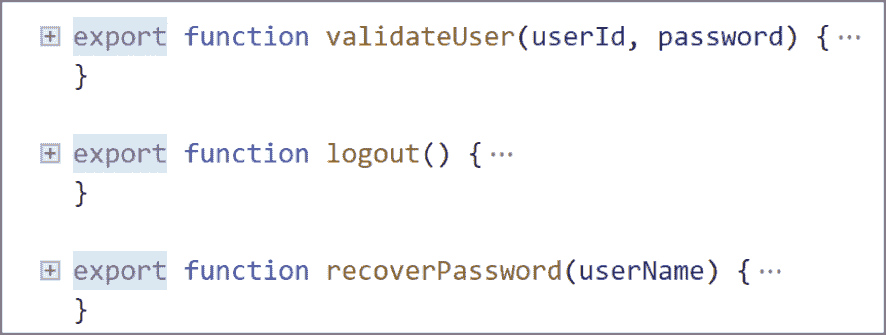 export function validateUser(userId, password) {···
}
export function logout() {···
}
export function recoverPassword(userName) {···
}